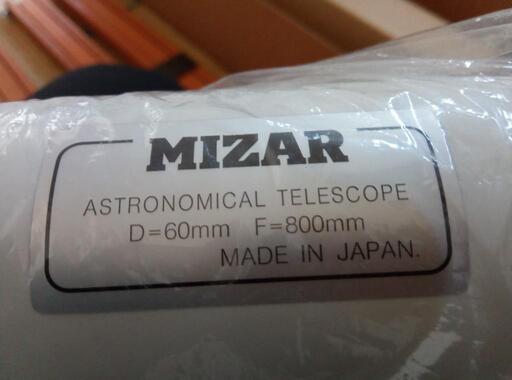 MIZAR
ASTRONOMICAL TELESCOPE
D=60mm F=800mm
MADE IN JAPAN.